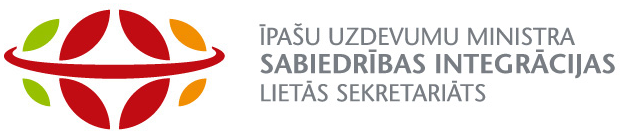 ĪPAŠU UZDEVUMU MINISTRA
SABIEDRĪBAS INTEGRĀCIJAS
LIETĀS SEKRETARIĀTS